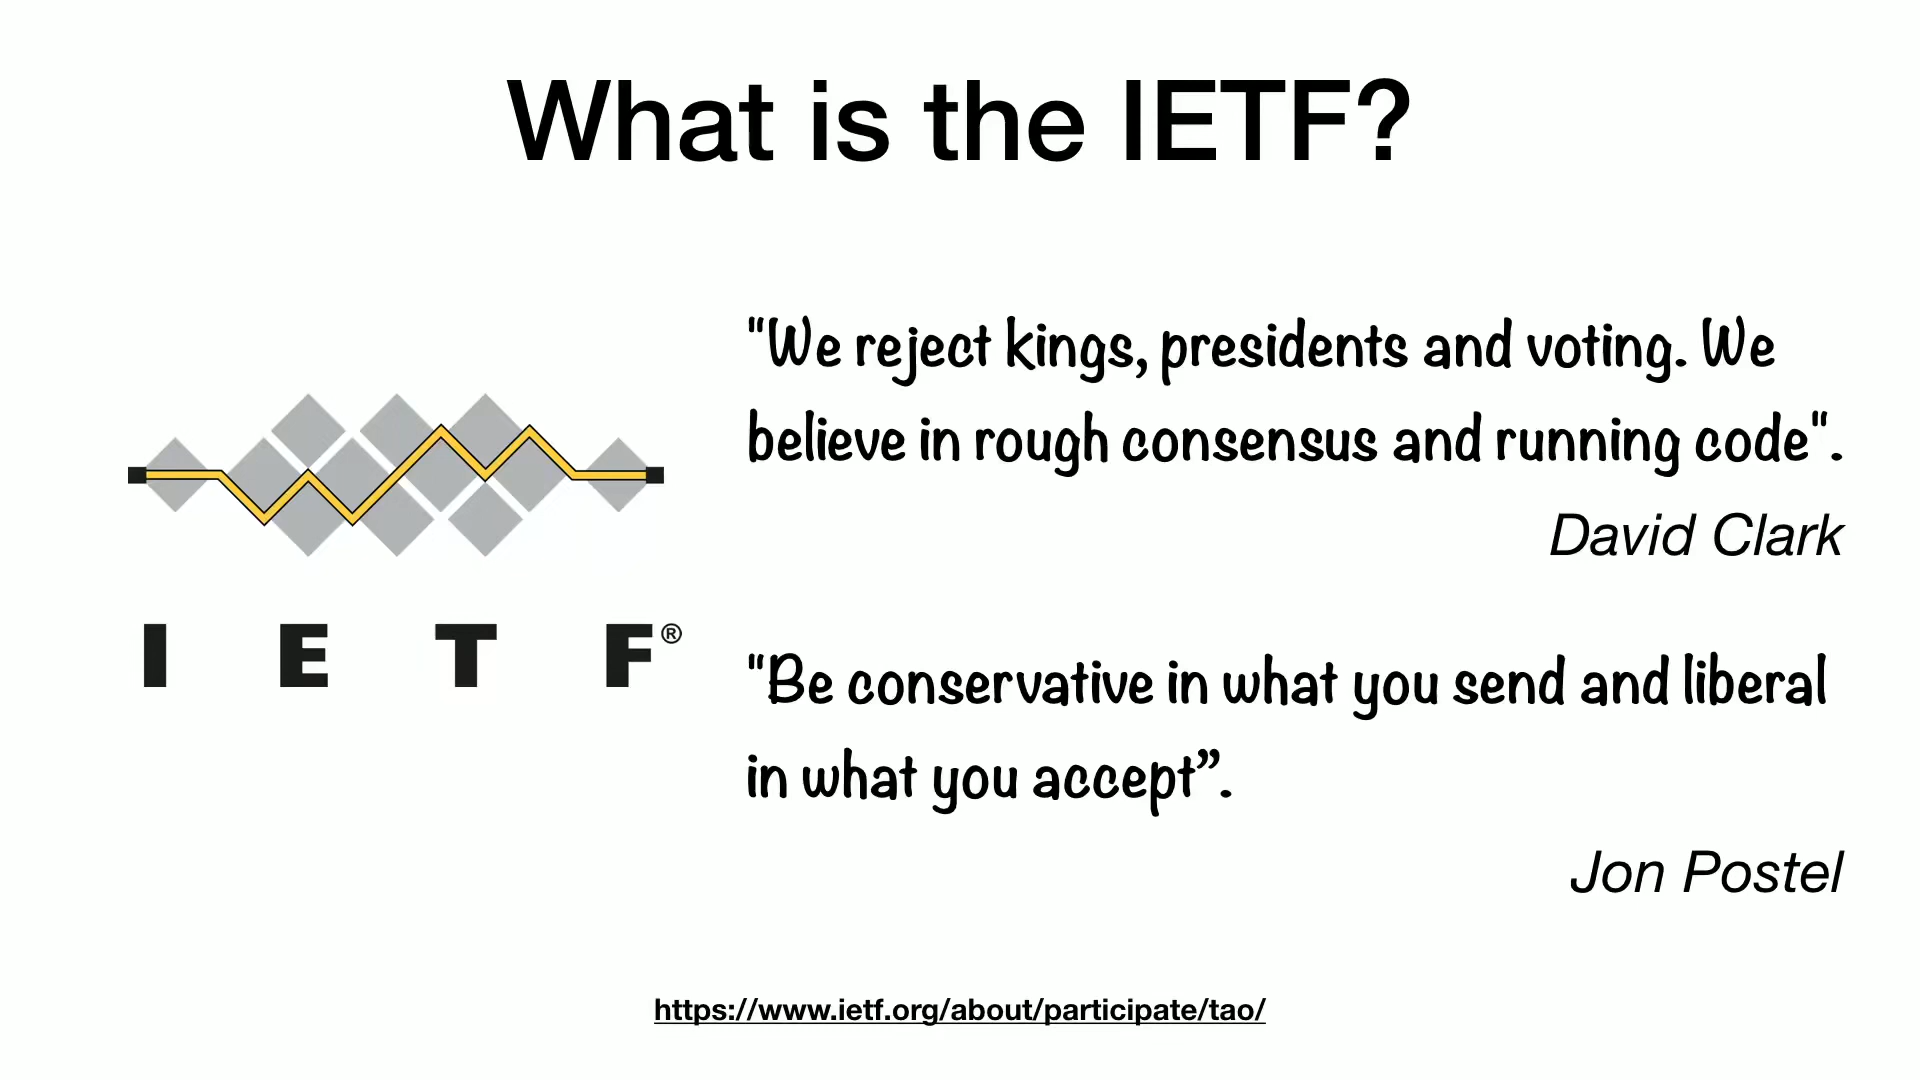 What is the IETF?
"We reject kings, presidents and voting. We
believe in rough consensus and running code".
David Clark
I E T F®
"Be conservative in what you send and liberal
in what you accept”.
Jon Postel
https://www.ietf.org/about/participate/tao/